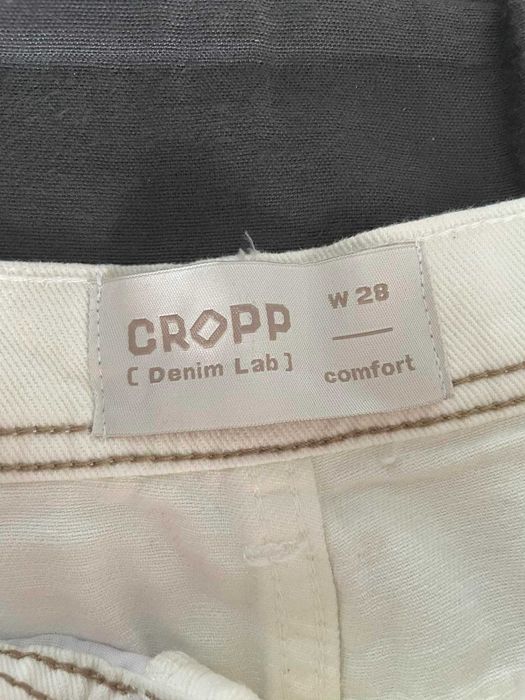 CROPP
[ Denim Lab ]
W 28
comfort